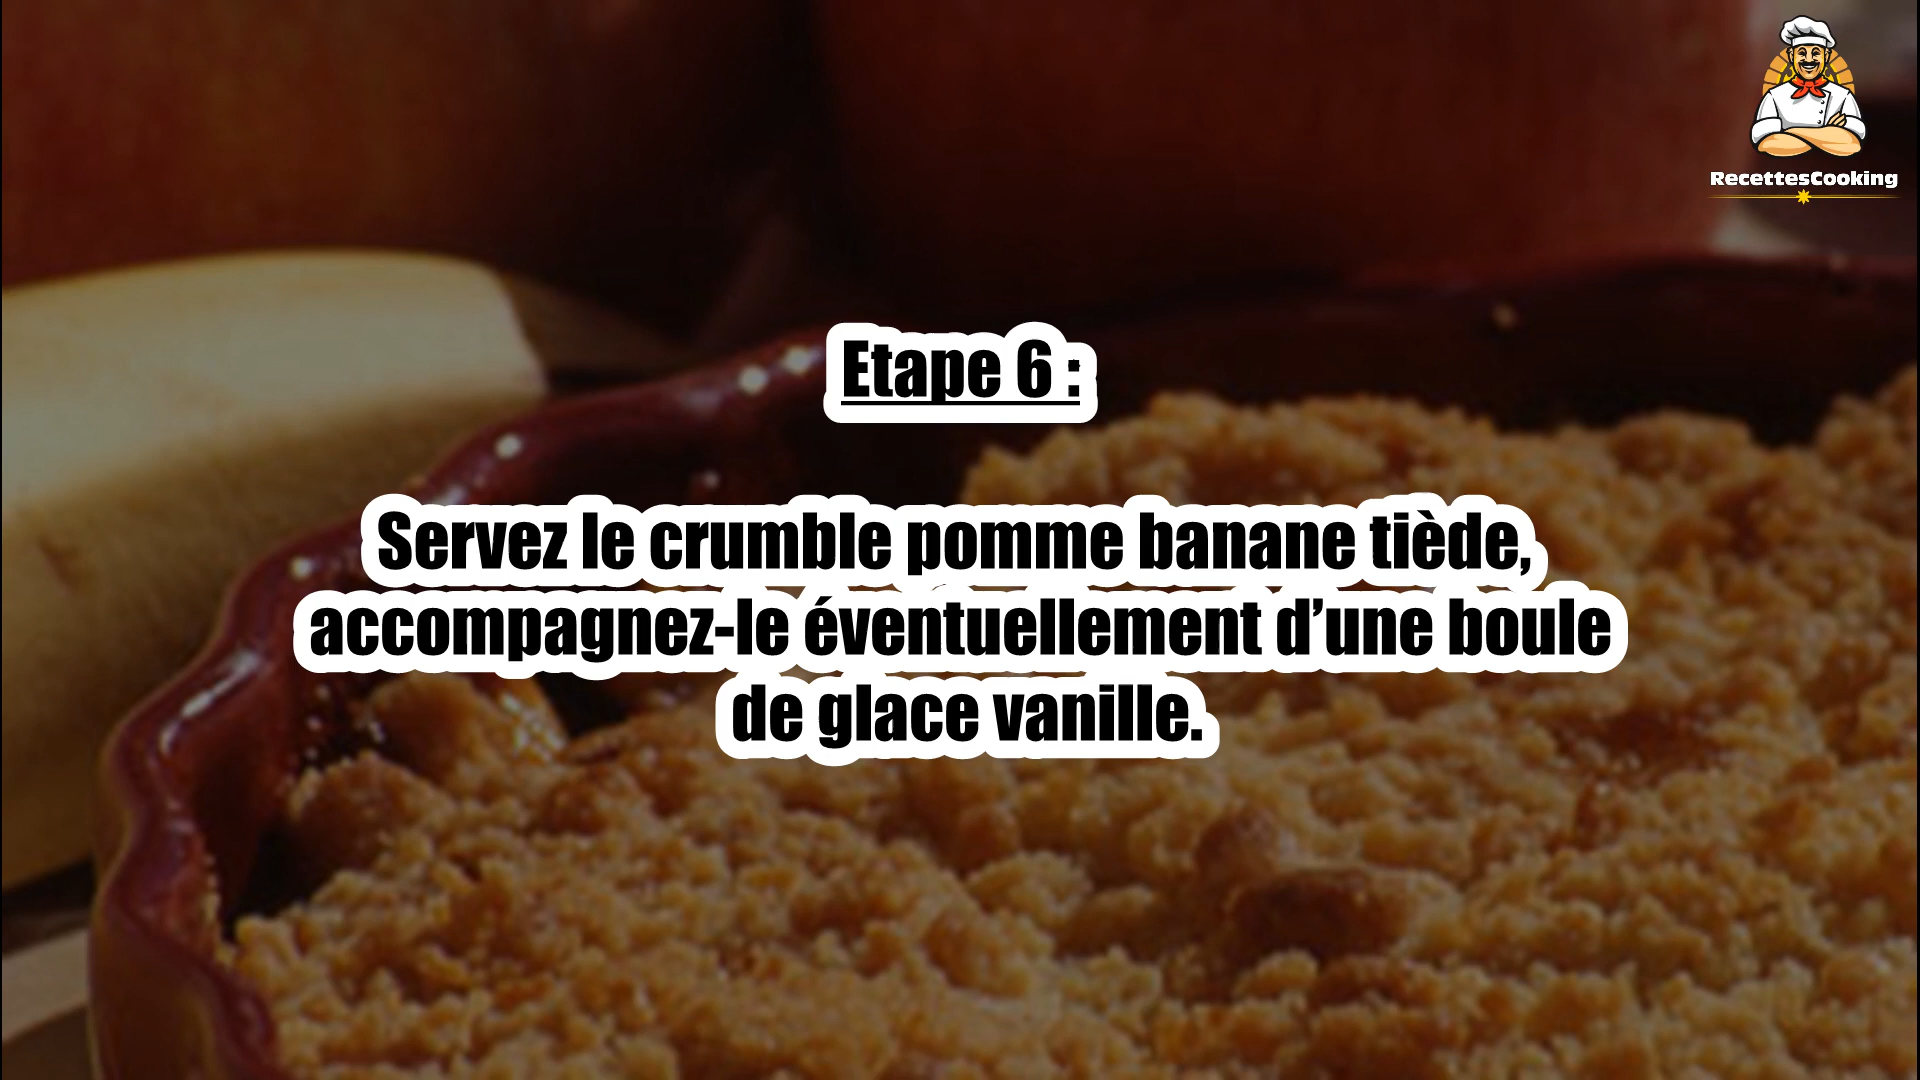 RecettesCooking
Etape 6 :
Servez le crumble pomme banane tiède,
accompagnez-le éventuellement d’une boule
de glace vanille.